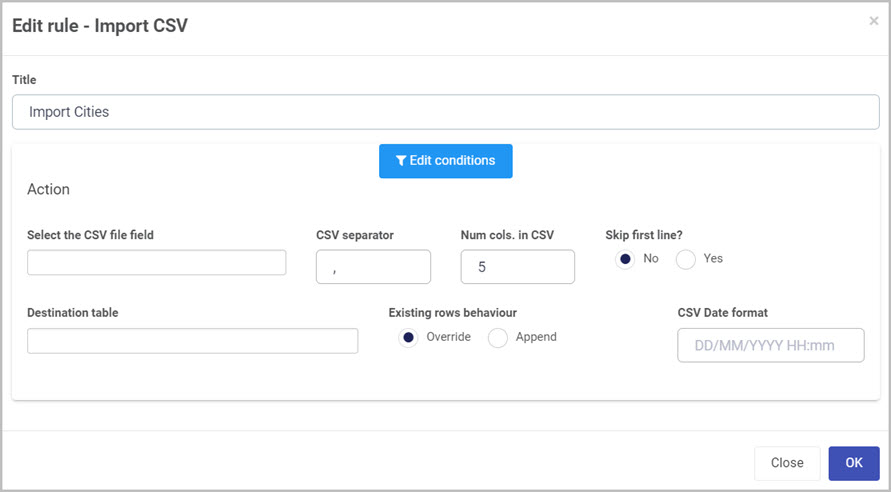 Edit rule - Import CSV
×
Title
Import Cities
Edit conditions
Action
Select the CSV file field
CSV separator
Num cols. in CSV
Skip first line?
,
5
No
Yes
Destination table
Existing rows behaviour
CSV Date format
Override
Append
DD/MM/YYYY HH:mm
Close
OK